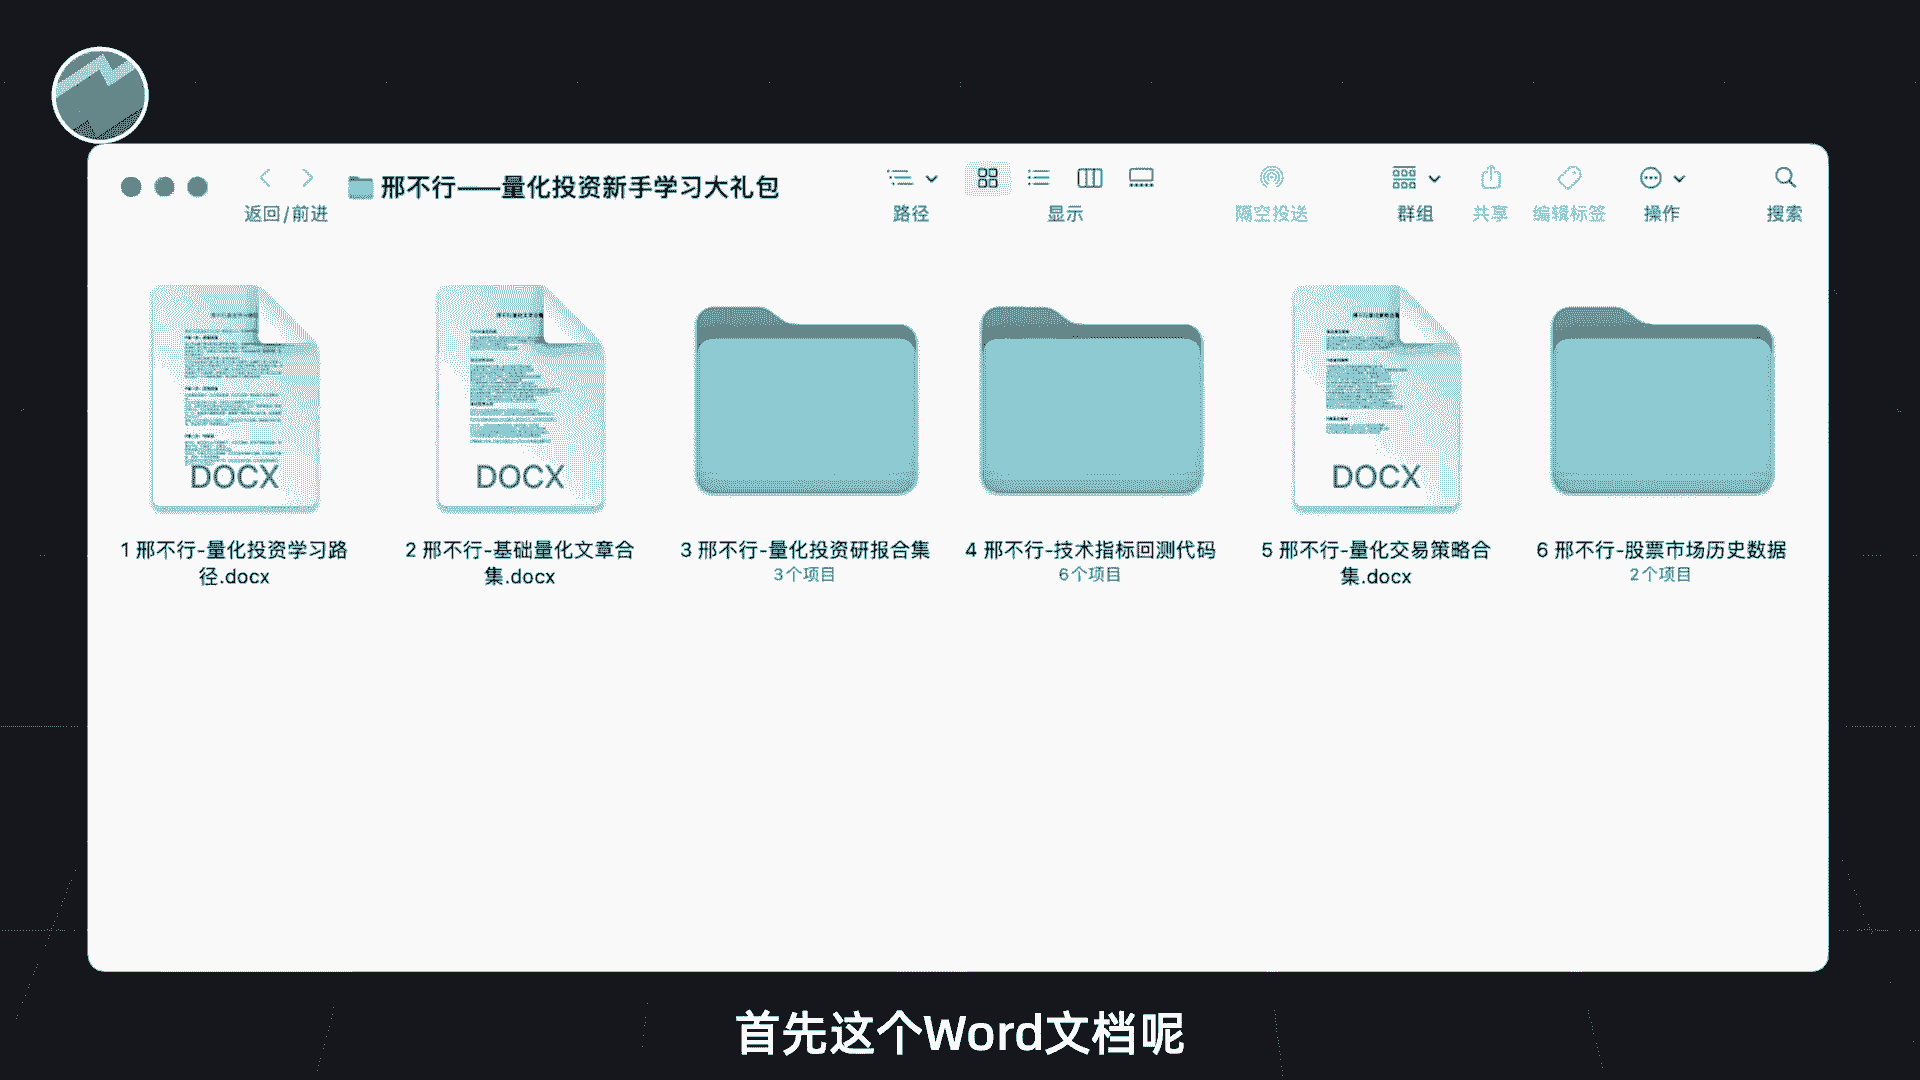 邢不行——量化投资新手学习大礼包
返回/前进
路径
显示
隔空投送
群组
共享
编辑标签
操作
搜索
DOCX
DOCX
DOCX
1 邢不行-量化投资学习路
径.docx
2 邢不行-基础量化文章合
集.docx
3 邢不行-量化投资研报合集
3个项目
4 邢不行-技术指标回测代码
6个项目
5 邢不行-量化交易策略合
集.docx
6 邢不行-股票市场历史数据
2个项目
首先这个Word文档呢